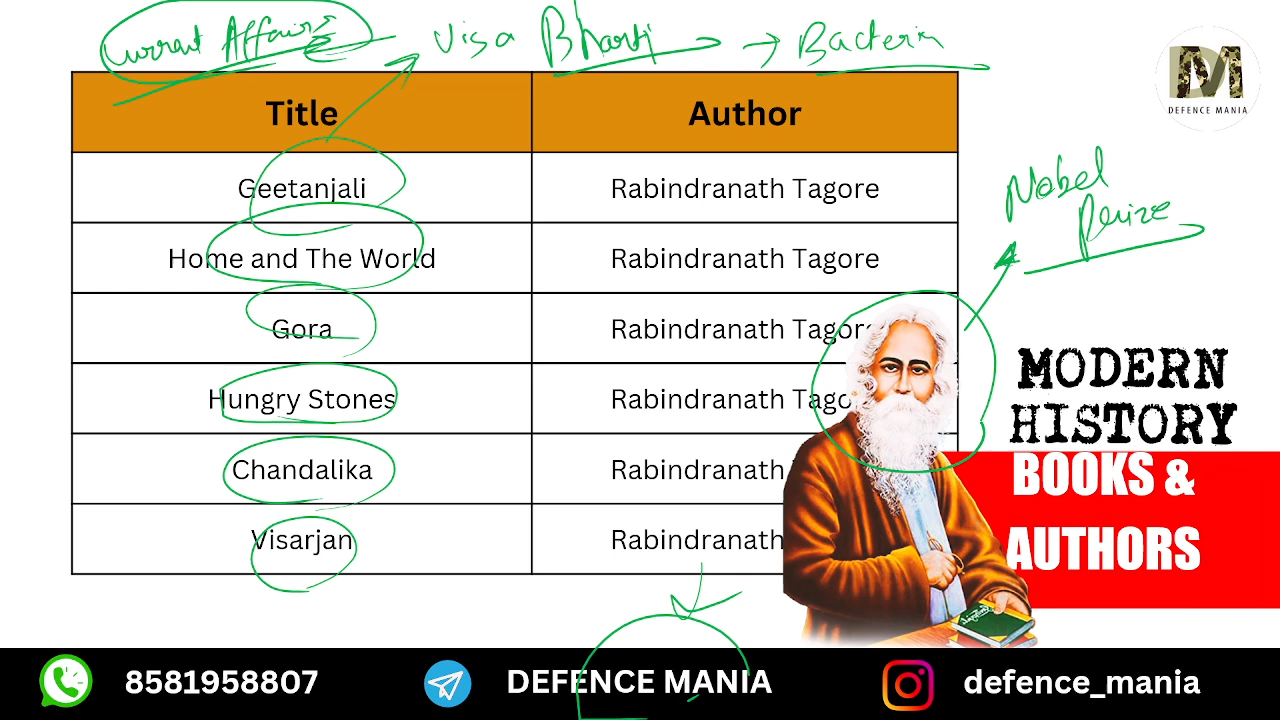 Current Affairs Visa Bharti → Bacteria
DM
DEFENCE MANIA
Title Author
Geetanjali Rabindranath Tagore
Nobel
Prize
Home and The World Rabindranath Tagore
Gora Rabindranath Tagore
Hungry Stones Rabindranath Tago
Chandalika Rabindranath
Visarjan Rabindranath
MODERN
HISTORY
BOOKS &
AUTHORS
8581958807 DEFENCE MANIA defence_mania